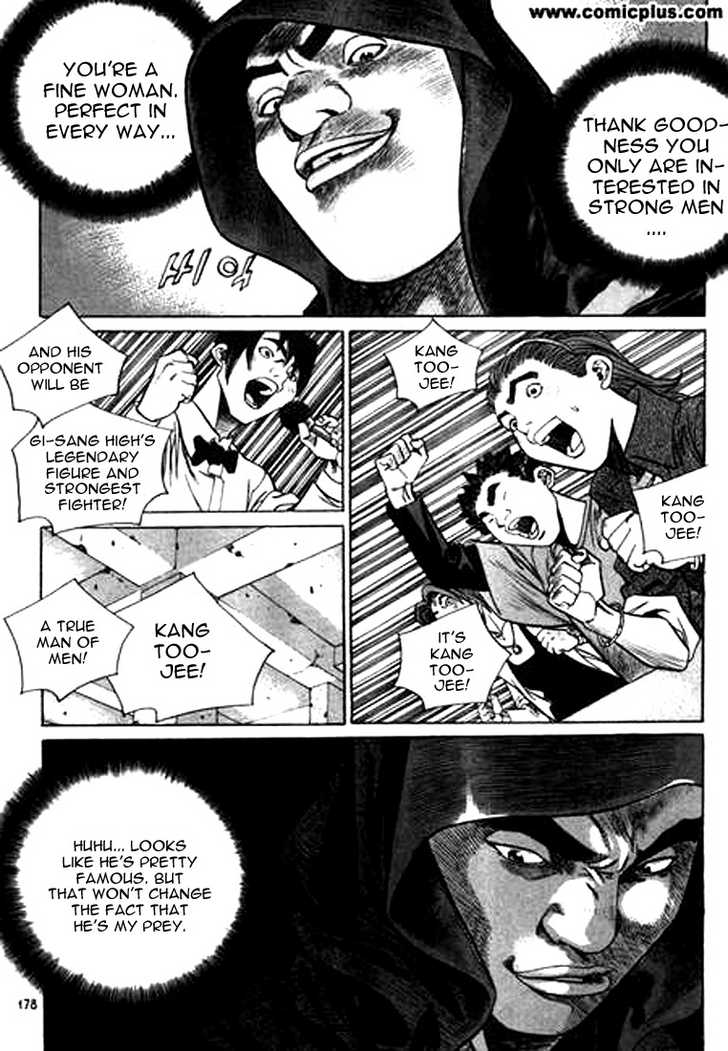 www.comicplus.com
YOU'RE A
FINE WOMAN.
PERFECT IN
EVERY WAY...
THANK GOOD-
NESS YOU
ONLY ARE IN-
TERESTED IN
STRONG MEN
....
씨익
AND HIS
OPPONENT
WILL BE
GI-SANG HIGH'S
LEGENDARY
FIGURE AND
STRONGEST
FIGHTER!
KANG
TOO-
JEE!
KANG
TOO-
JEE!
IT'S
KANG
TOO-
JEE!
A TRUE
MAN OF
MEN!
KANG
TOO-
JEE!
HUHU... LOOKS
LIKE HE'S PRETTY
FAMOUS. BUT
THAT WON'T CHANGE
THE FACT THAT
HE'S MY PREY.
178